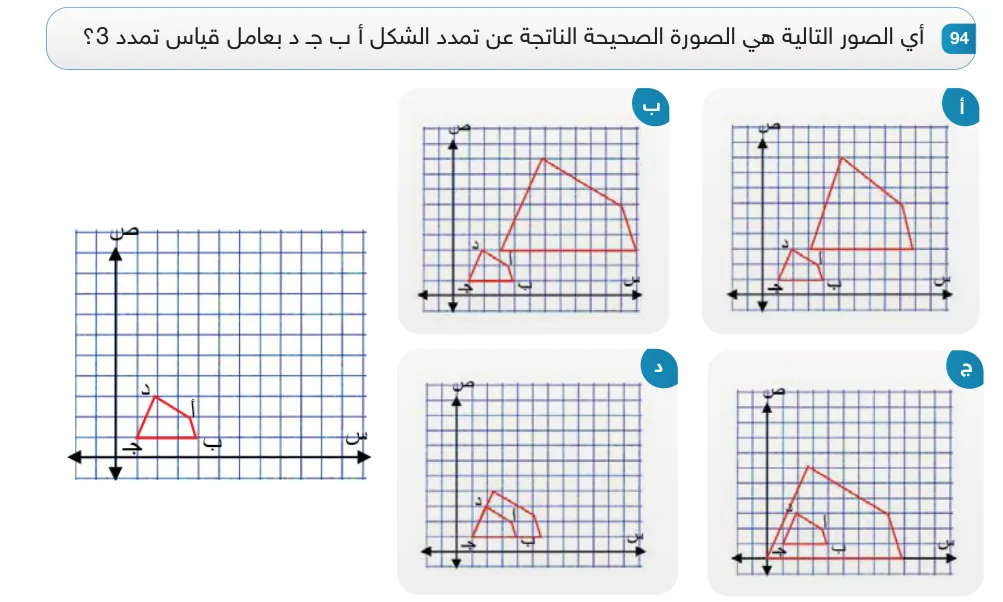 94 أي الصور التالية هي الصورة الصحيحة الناتجة عن تمدد الشكل أ ب جـ د بعامل قياس تمدد 3؟
أ
ص
د
أ
جـ
ب
س
ب
ص
د
أ
جـ
ب
س
ص
د
أ
جـ
ب
س
ج
ص
د
أ
جـ
ب
س
د
ص
د
أ
جـ
ب
س